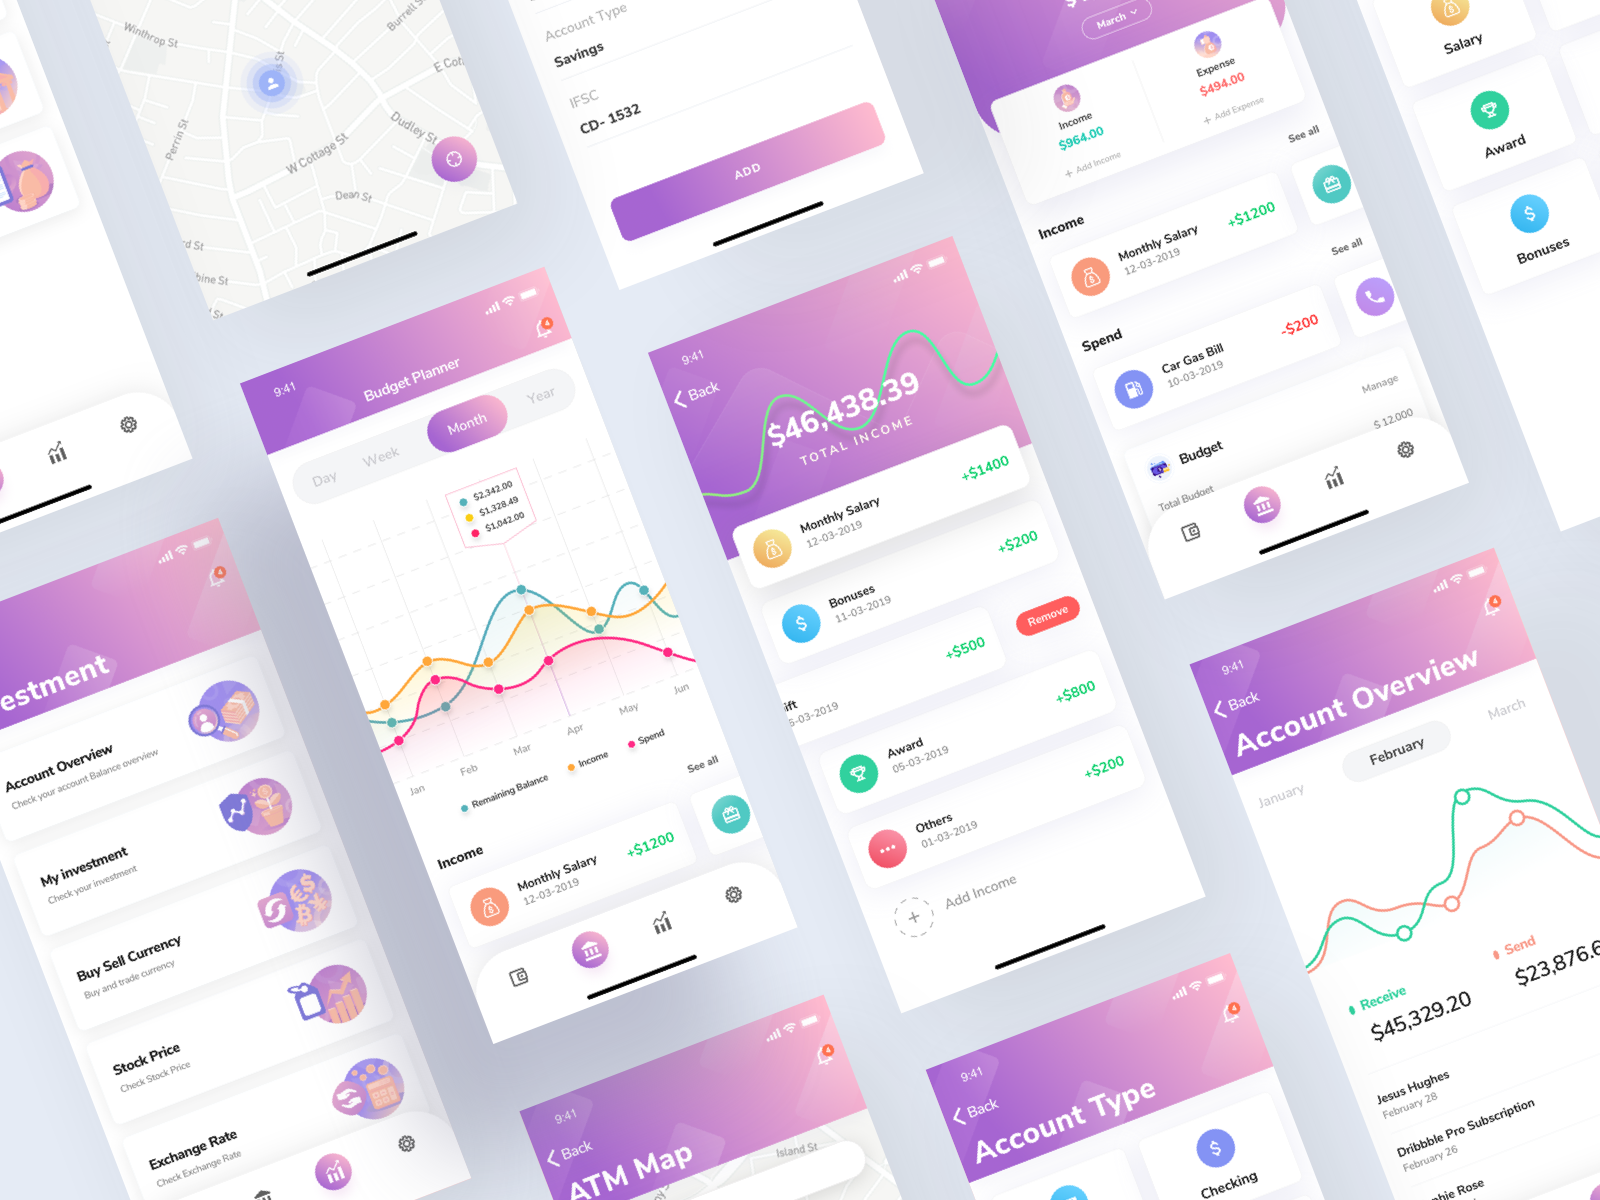 Winthrop St
Burrell S
s St
E Cott
Perrin St
Dudley St
W Cottage St
Dean St
rd St
bine St
St
Account Type
Savings
IFSC
CD- 1532
ADD
March
Income
$964.00
+ Add Income
Expense
$494.00
+ Add Expense
See all
Income
Monthly Salary
12-03-2019
+$1200
See all
Spend
Car Gas Bill
10-03-2019
-$200
Manage
Budget
$ 12,000
Total Budget
Salary
Award
Bonuses
9:41
4
Budget Planner
Day
Week
Month
Year
$2,342.00
$1,328.49
$1,042.00
Jan
Feb
Mar
Apr
May
Jun
Remaining Balance
Income
Spend
See all
Income
Monthly Salary
12-03-2019
+$1200
9:41
Back
$46,438.39
TOTAL INCOME
Monthly Salary
12-03-2019
+$1400
Bonuses
11-03-2019
+$200
ift
5-03-2019
+$500
Remove
Award
05-03-2019
+$800
Others
01-03-2019
+$200
+ Add Income
4
estment
Account Overview
Check your account Balance overview
My investment
Check your investment
Buy Sell Currency
Buy and trade currency
Stock Price
Check Stock Price
Exchange Rate
Check Exchange Rate
9:41
4
Back
ATM Map
Island St
9:41
4
Back
Account Type
Checking
9:41
4
Back
Account Overview
January
February
March
Receive
$45,329.20
Send
$23,876.6
Jesus Hughes
February 28
Dribbble Pro Subscription
February 26
hie Rose